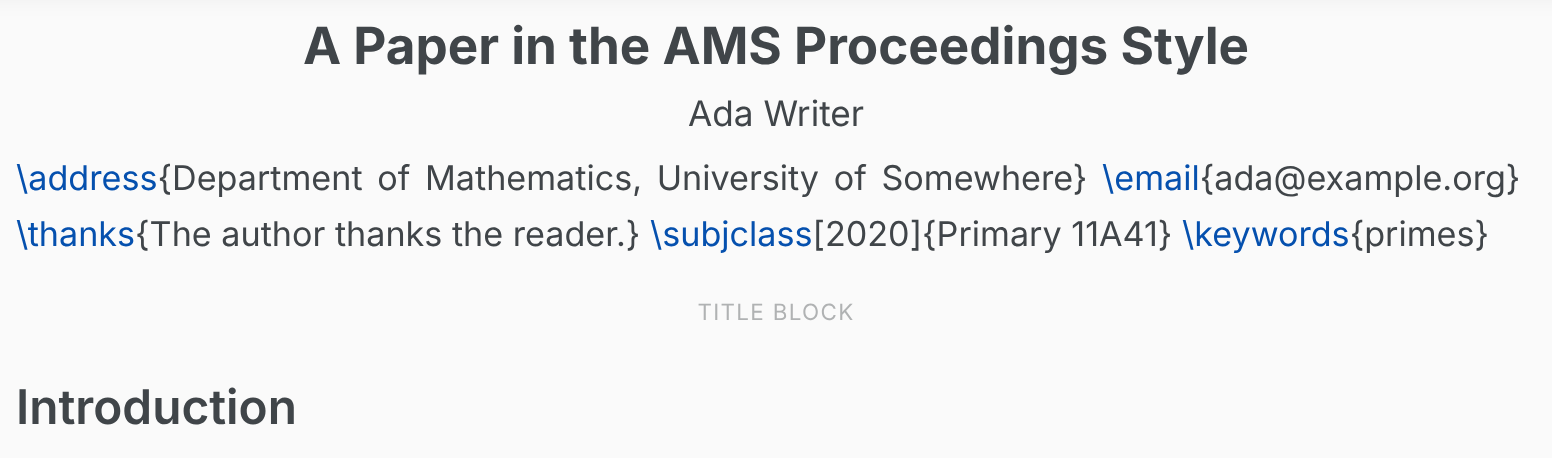 A Paper in the AMS Proceedings Style
Ada Writer
\address{Department of Mathematics, University of Somewhere} \email{ada@example.org}
\thanks{The author thanks the reader.} \subjclass[2020]{Primary 11A41} \keywords{primes}
TITLE BLOCK
Introduction